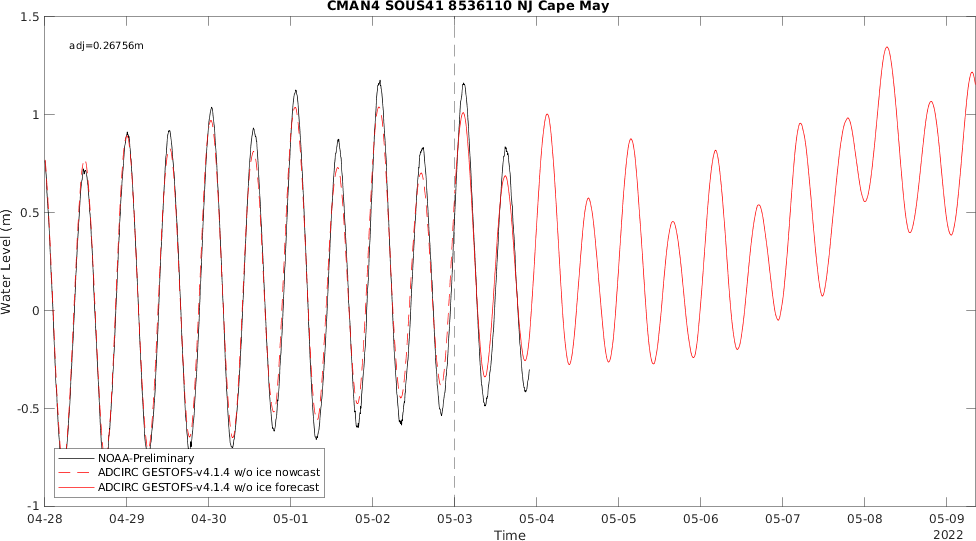 CMAN4 SOUS41 8536110 NJ Cape May
adj=0.26756m
1.5
1
0.5
0
-0.5
-1
Water Level (m)
NOAA-Preliminary
ADCIRC GESTOFS-v4.1.4 w/o ice nowcast
ADCIRC GESTOFS-v4.1.4 w/o ice forecast
04-28 04-29 04-30 05-01 05-02 05-03 05-04 05-05 05-06 05-07 05-08 05-09
2022
Time